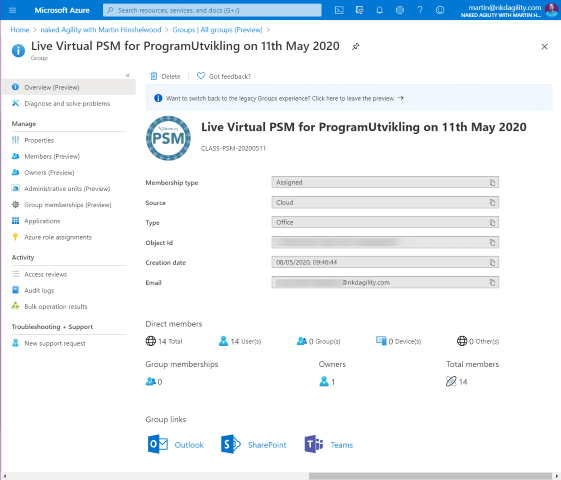 Microsoft Azure
Search resources, services, and docs (G+/)
martin@nkdagility.com
NAKED AGILITY WITH MARTIN H...
Home > naked Agility with Martin Hinshelwood > Groups | All groups (Preview) >
Live Virtual PSM for ProgramUtvikling on 11th May 2020
Group
Delete
Got feedback?
Overview (Preview)
Diagnose and solve problems
Manage
Properties
Members (Preview)
Owners (Preview)
Administrative units (Preview)
Group memberships (Preview)
Applications
Azure role assignments
Activity
Access reviews
Audit logs
Bulk operation results
Troubleshooting + Support
New support request
Want to switch back to the legacy Groups experience? Click here to leave the preview. →
PSM
Live Virtual PSM for ProgramUtvikling on 11th May 2020
CLASS-PSM-20200511
Membership type Assigned
Source Cloud
Type Office
Object Id
Creation date 08/05/2020, 09:46:44
Email @nkdagility.com
Direct members
14 Total 14 User(s) 0 Group(s) 0 Device(s) 0 Other(s)
Group memberships Owners Total members
0 1 14
Group links
Outlook SharePoint Teams